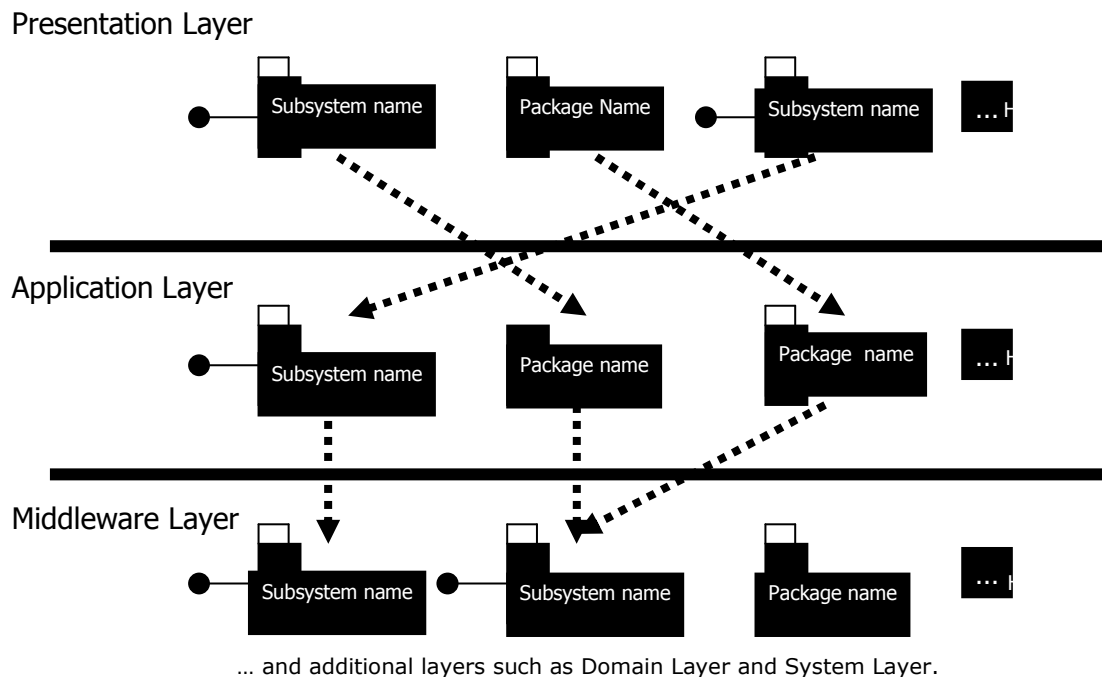 Presentation Layer
Subsystem name
Package Name
Subsystem name
...
Application Layer
Subsystem name
Package name
Package name
...
Middleware Layer
Subsystem name
Subsystem name
Package name
...
... and additional layers such as Domain Layer and System Layer.